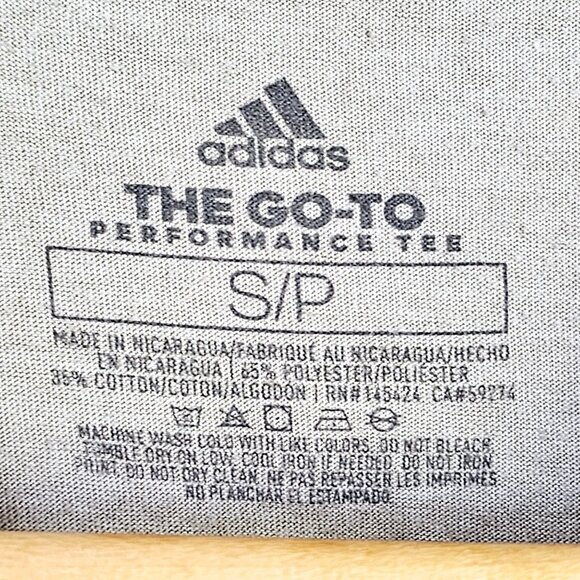 adidas
THE GO-TO
PERFORMANCE TEE
S/P
MADE IN NICARAGUA/FABRIQUÉ AU NICARAGUA/HECHO
EN NICARAGUA | 65% POLYESTER/POLIÉSTER
35% COTTON/COTON/ALGODON | RN#145424 CA#59274
MACHINE WASH COLD WITH LIKE COLORS. DO NOT BLEACH.
TUMBLE DRY ON LOW. COOL IRON IF NEEDED. DO NOT IRON
PRINT. DO NOT DRY CLEAN. NE PAS REPASSER LES IMPRIMÉS
NO PLANCHAR EL ESTAMPADO.